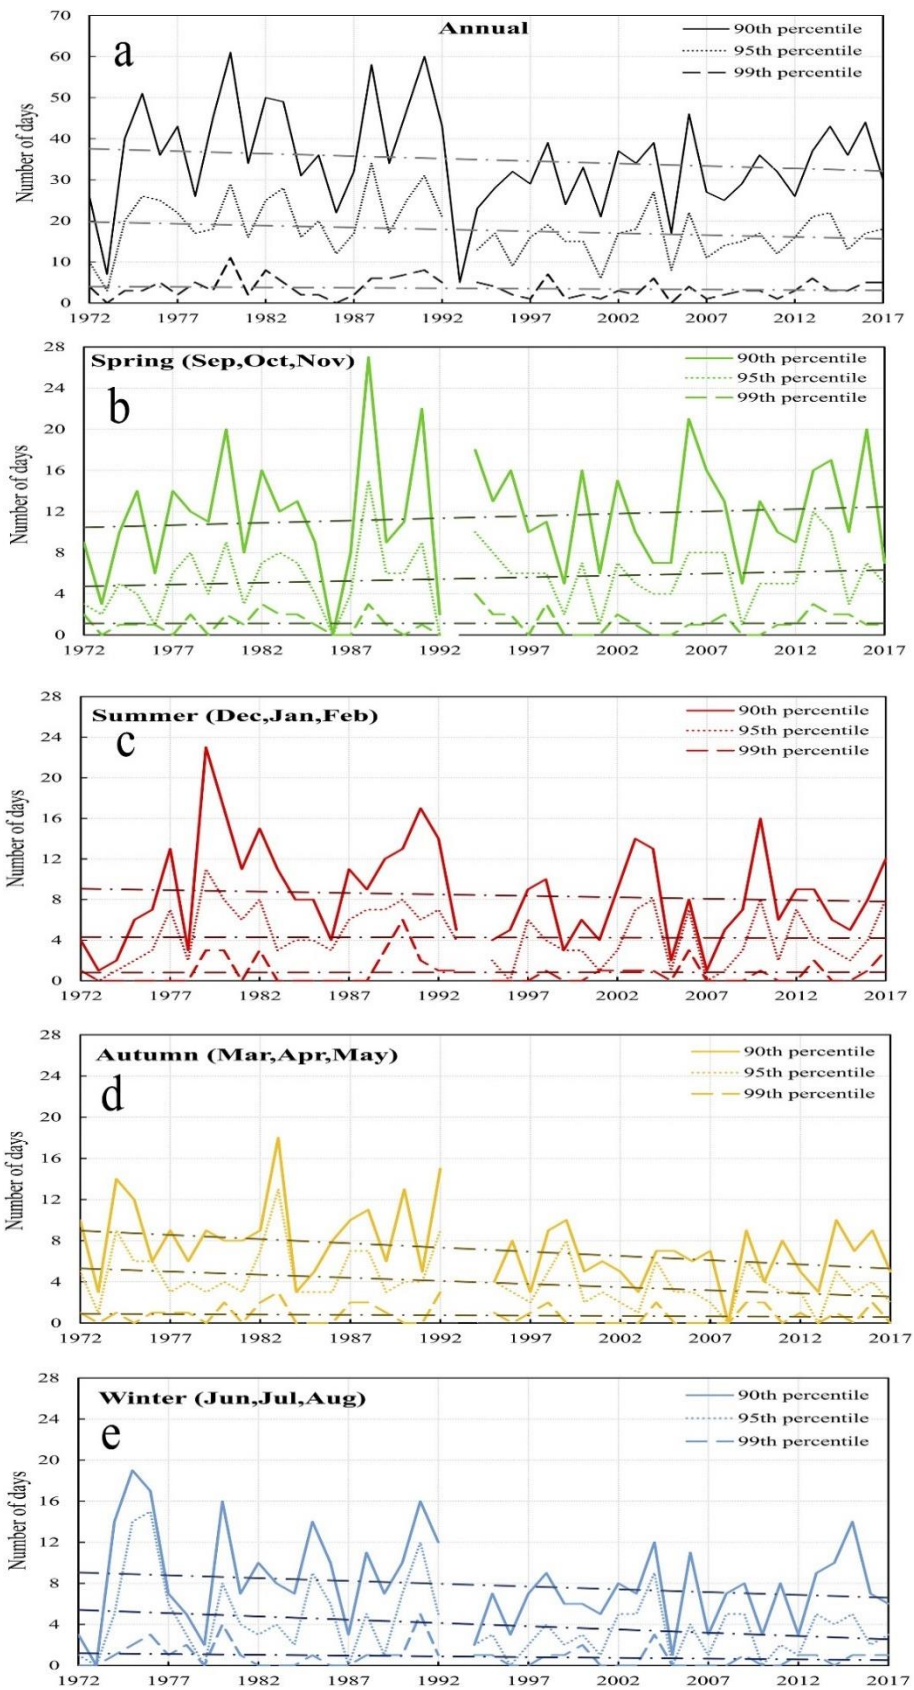 Annual
a
90th percentile
95th percentile
99th percentile
Number of days
70
60
50
40
30
20
10
0
1972 1977 1982 1987 1992 1997 2002 2007 2012 2017
Spring (Sep,Oct,Nov)
b
90th percentile
95th percentile
99th percentile
Number of days
28
24
20
16
12
8
4
0
1972 1977 1982 1987 1992 1997 2002 2007 2012 2017
Summer (Dec,Jan,Feb)
c
90th percentile
95th percentile
99th percentile
Number of days
28
24
20
16
12
8
4
0
1972 1977 1982 1987 1992 1997 2002 2007 2012 2017
Autumn (Mar,Apr,May)
d
90th percentile
95th percentile
99th percentile
Number of days
28
24
20
16
12
8
4
0
1972 1977 1982 1987 1992 1997 2002 2007 2012 2017
Winter (Jun,Jul,Aug)
e
90th percentile
95th percentile
99th percentile
Number of days
28
24
20
16
12
8
4
0
1972 1977 1982 1987 1992 1997 2002 2007 2012 2017